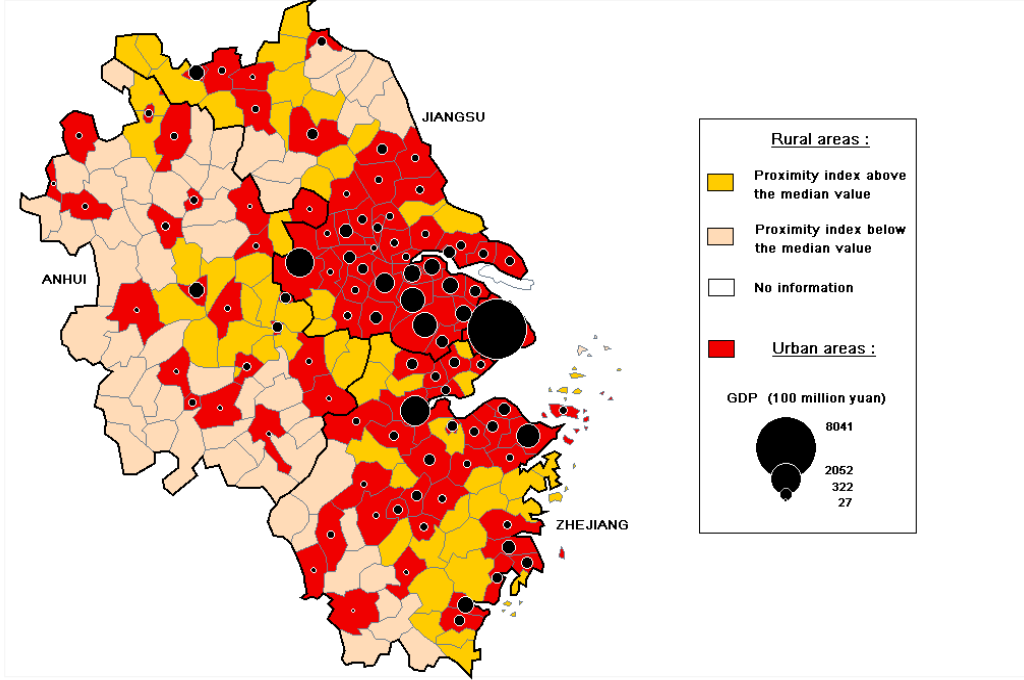 JIANGSU
ANHUI
ZHEJIANG
Rural areas :
Proximity index above
the median value
Proximity index below
the median value
No information
Urban areas :
GDP (100 million yuan)
8041
2052
322
27